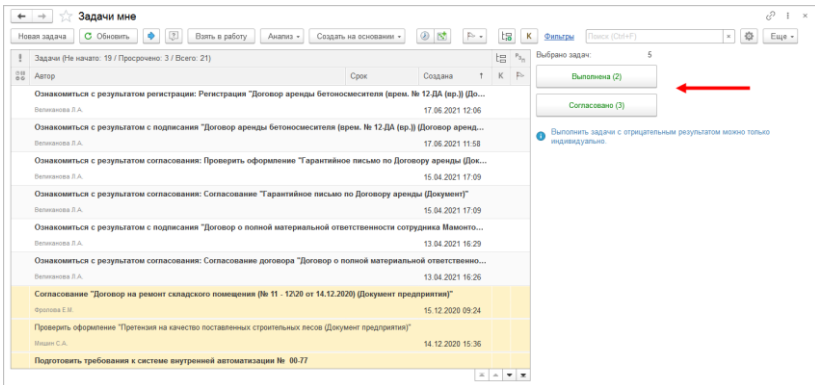 Задачи мне
Новая задача Обновить Взять в работу Анализ Создать на основании К Фильтры Поиск (Ctrl+F) × Еще
Задачи (Не начато: 19 / Просрочено: 3 / Всего: 21)
Выбрано задач: 5
Автор Срок Создана ↑ К
Выполнена (2)
Согласовано (3)
Выполнить задачи с отрицательным результатом можно только
индивидуально.
Ознакомиться с результатом регистрации: Регистрация "Договор аренды бетоносмесителя (врем. № 12-ДА (вр.)) (До...
Великанова Л.А. 17.06.2021 12:06
Ознакомиться с результатом с подписания "Договор аренды бетоносмесителя (врем. № 12-ДА (вр.)) (Договор аренд...
Великанова Л.А. 17.06.2021 11:58
Ознакомиться с результатом согласования: Проверить оформление "Гарантийное письмо по Договору аренды (Док...
Великанова Л.А. 15.04.2021 17:09
Ознакомиться с результатом согласования: Согласование "Гарантийное письмо по Договору аренды (Документ)"
Великанова Л.А. 15.04.2021 17:09
Ознакомиться с результатом с подписания "Договор о полной материальной ответственности сотрудника Мамонто...
Великанова Л.А. 13.04.2021 16:29
Ознакомиться с результатом согласования: Согласование договора "Договор о полной материальной ответственно...
Великанова Л.А. 13.04.2021 16:26
Согласование "Договор на ремонт складского помещения (№ 11 - 12\20 от 14.12.2020) (Документ предприятия)"
Фролова Е.М. 15.12.2020 09:24
Проверить оформление "Претензия на качество поставленных строительных лесов (Документ предприятия)"
Мишин С.А. 14.12.2020 15:36
Подготовить требования к системе внутренней автоматизации № 00-77